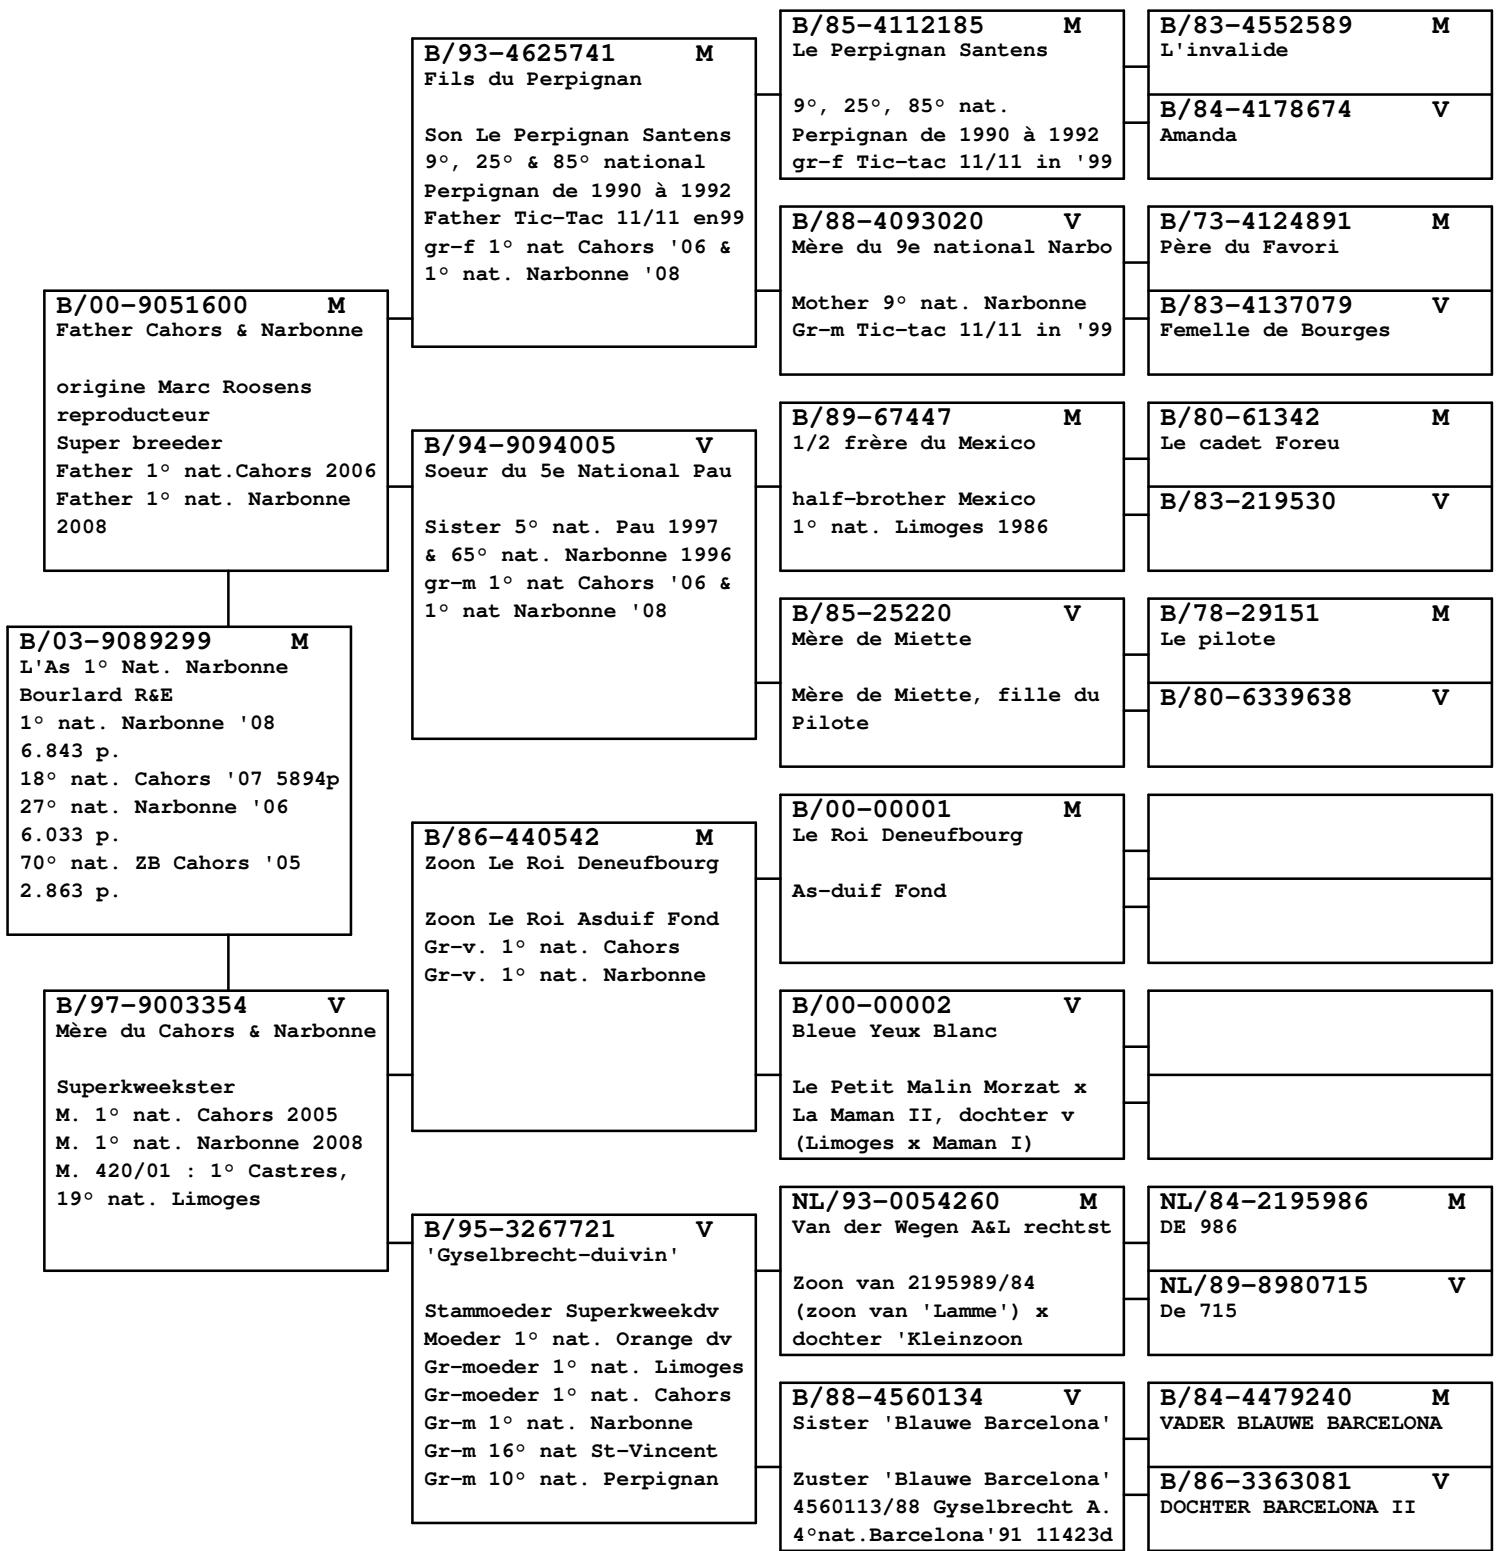 B/03-9089299 M
L'As 1° Nat. Narbonne
Bourlard R&E
1° nat. Narbonne '08
6.843 p.
18° nat. Cahors '07 5894p
27° nat. Narbonne '06
6.033 p.
70° nat. ZB Cahors '05
2.863 p.
B/00-9051600 M
Father Cahors & Narbonne
origine Marc Roosens
reproducteur
Super breeder
Father 1° nat.Cahors 2006
Father 1° nat. Narbonne
2008
B/97-9003354 V
Mère du Cahors & Narbonne
Superkweekster
M. 1° nat. Cahors 2005
M. 1° nat. Narbonne 2008
M. 420/01 : 1° Castres,
19° nat. Limoges
B/93-4625741 M
Fils du Perpignan
Son Le Perpignan Santens
9°, 25° & 85° national
Perpignan de 1990 à 1992
Father Tic-Tac 11/11 en99
gr-f 1° nat Cahors '06 &
1° nat. Narbonne '08
B/94-9094005 V
Soeur du 5e National Pau
Sister 5° nat. Pau 1997
& 65° nat. Narbonne 1996
gr-m 1° nat Cahors '06 &
1° nat Narbonne '08
B/86-440542 M
Zoon Le Roi Deneufbourg
Zoon Le Roi Asduif Fond
Gr-v. 1° nat. Cahors
Gr-v. 1° nat. Narbonne
B/95-3267721 V
'Gyselbrecht-duivin'
Stammoeder Superkweekdv
Moeder 1° nat. Orange dv
Gr-moeder 1° nat. Limoges
Gr-moeder 1° nat. Cahors
Gr-m 1° nat. Narbonne
Gr-m 16° nat St-Vincent
Gr-m 10° nat. Perpignan
B/85-4112185 M
Le Perpignan Santens
9°, 25°, 85° nat.
Perpignan de 1990 à 1992
gr-f Tic-tac 11/11 in '99
B/88-4093020 V
Mère du 9e national Narbo
Mother 9° nat. Narbonne
Gr-m Tic-tac 11/11 in '99
B/89-67447 M
1/2 frère du Mexico
half-brother Mexico
1° nat. Limoges 1986
B/85-25220 V
Mère de Miette
Mère de Miette, fille du
Pilote
B/00-00001 M
Le Roi Deneufbourg
As-duif Fond
B/00-00002 V
Bleue Yeux Blanc
Le Petit Malin Morzat x
La Maman II, dochter v
(Limoges x Maman I)
NL/93-0054260 M
Van der Wegen A&L rechtst
Zoon van 2195989/84
(zoon van 'Lamme') x
dochter 'Kleinzoon
B/88-4560134 V
Sister 'Blauwe Barcelona'
Zuster 'Blauwe Barcelona'
4560113/88 Gyselbrecht A.
4°nat.Barcelona'91 11423d
B/83-4552589 M
L'invalide
B/84-4178674 V
Amanda
B/73-4124891 M
Père du Favori
B/83-4137079 V
Femelle de Bourges
B/80-61342 M
Le cadet Foreu
B/83-219530 V
B/78-29151 M
Le pilote
B/80-6339638 V
NL/84-2195986 M
DE 986
NL/89-8980715 V
De 715
B/84-4479240 M
VADER BLAUWE BARCELONA
B/86-3363081 V
DOCHTER BARCELONA II